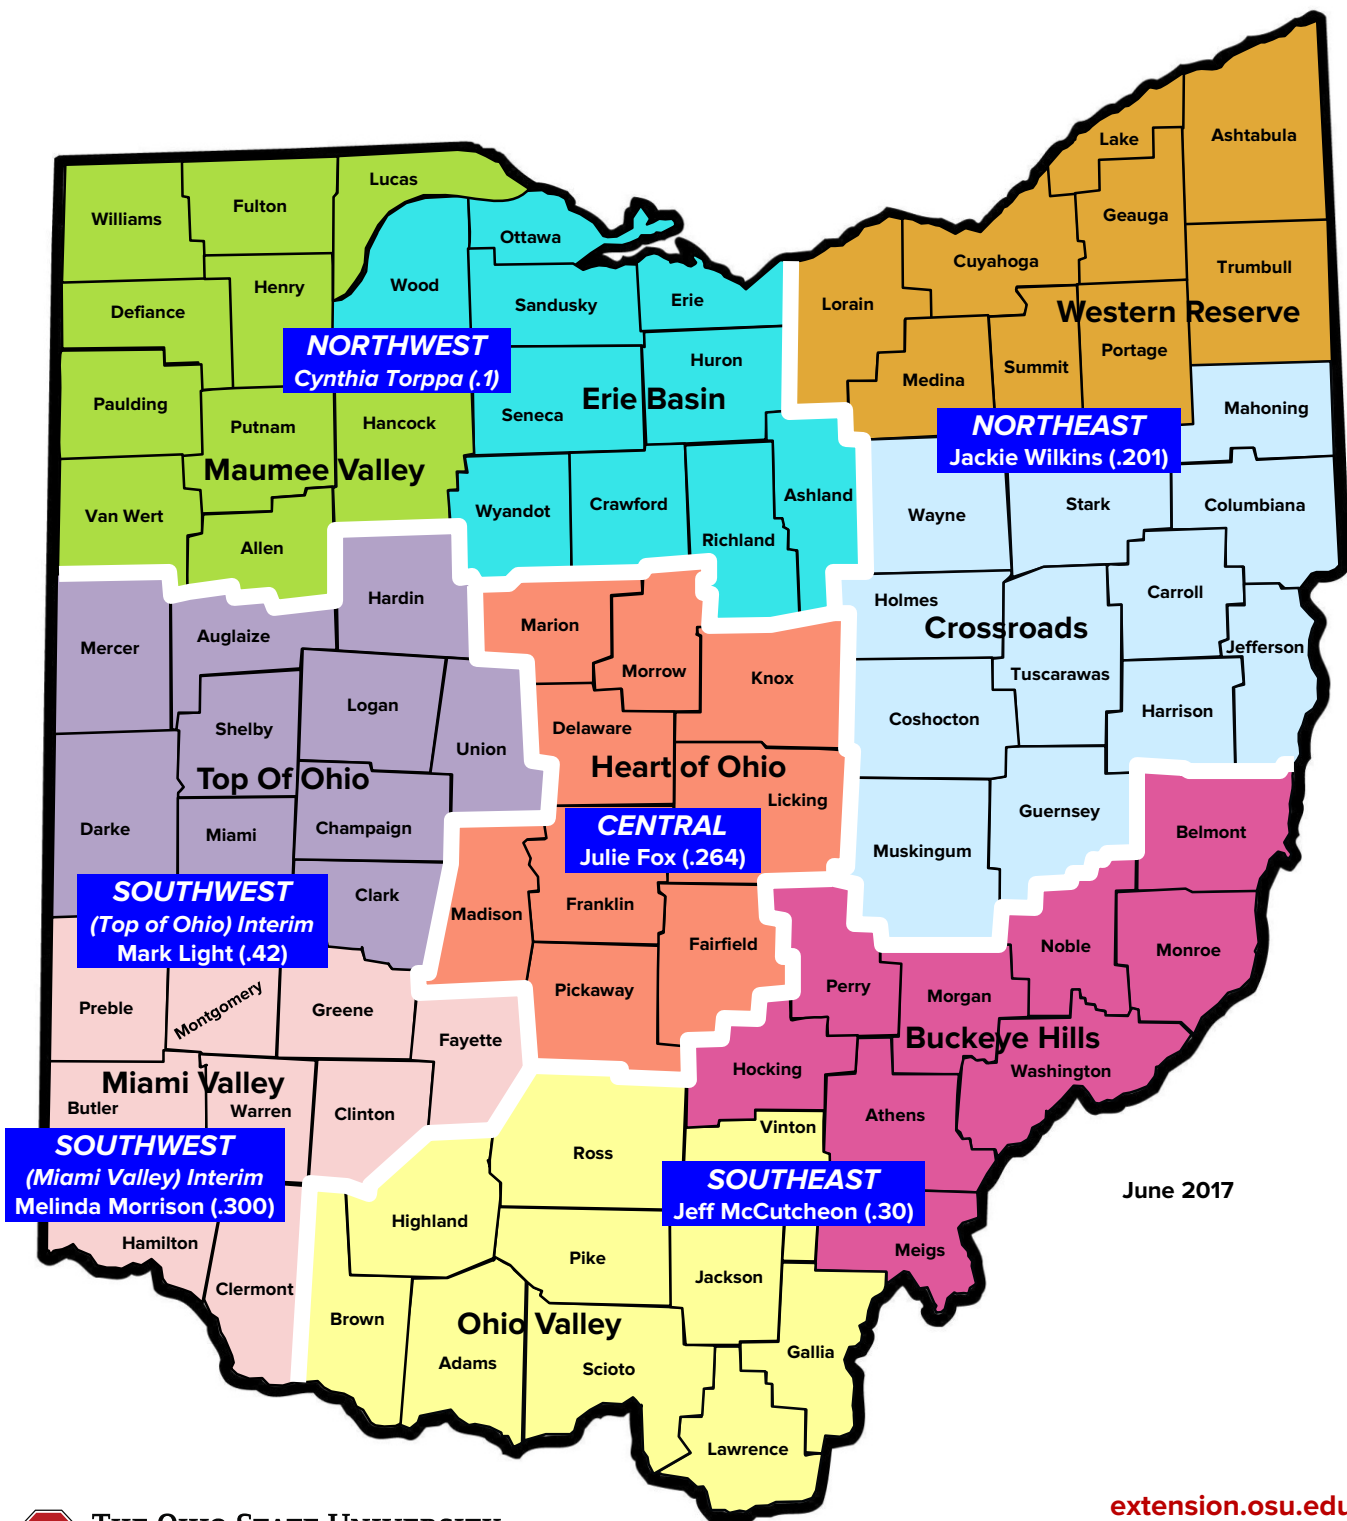 Lake
Ashtabula
Geauga
Cuyahoga
Trumbull
Lorain
Western Reserve
Portage
Summit
Medina
Mahoning
Lucas
Fulton
Williams
Ottawa
Henry
Wood
Defiance
Sandusky
Erie
NORTHWEST
Cynthia Torppa (.1)
Huron
Erie Basin
Seneca
Paulding
Putnam
Hancock
Maumee Valley
Van Wert
Allen
Wyandot
Crawford
Richland
Ashland
NORTHEAST
Jackie Wilkins (.201)
Wayne
Stark
Columbiana
Holmes
Carroll
Crossroads
Jefferson
Tuscarawas
Coshocton
Harrison
Guernsey
Muskingum
Hardin
Mercer
Auglaize
Logan
Shelby
Union
Top Of Ohio
Darke
Miami
Champaign
Clark
SOUTHWEST
(Top of Ohio) Interim
Mark Light (.42)
Marion
Morrow
Knox
Delaware
Heart of Ohio
Licking
CENTRAL
Julie Fox (.264)
Madison
Franklin
Fairfield
Pickaway
Belmont
Noble
Monroe
Perry
Morgan
Buckeye Hills
Hocking
Washington
Athens
Meigs
Preble
Montgomery
Greene
Fayette
Miami Valley
Butler
Warren
Clinton
SOUTHWEST
(Miami Valley) Interim
Melinda Morrison (.300)
Hamilton
Clermont
Vinton
Ross
SOUTHEAST
Jeff McCutcheon (.30)
Highland
Pike
Jackson
Brown
Ohio Valley
Adams
Scioto
Gallia
Lawrence
June 2017
THE OHIO STATE UNIVERSITY
extension.osu.edu